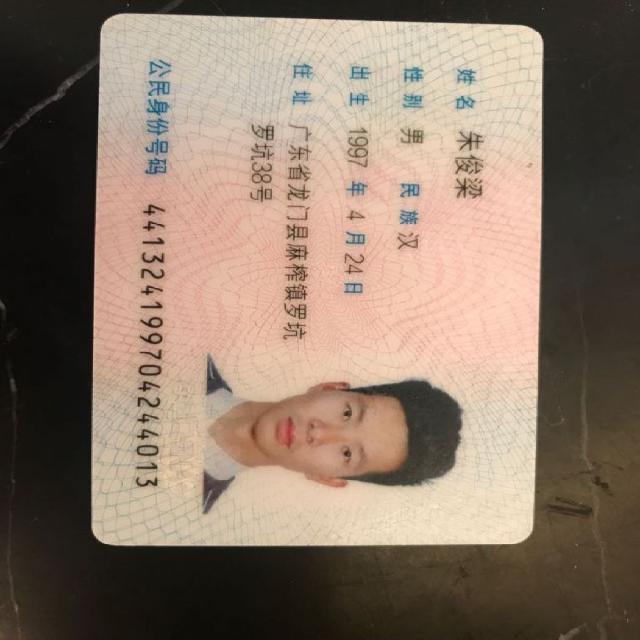 姓名 朱俊梁
性别 男 民族 汉
出生 1997 年 4 月 24 日
住址 广东省龙门县麻榨镇罗坑
罗坑38号
公民身份号码 441324199704244013